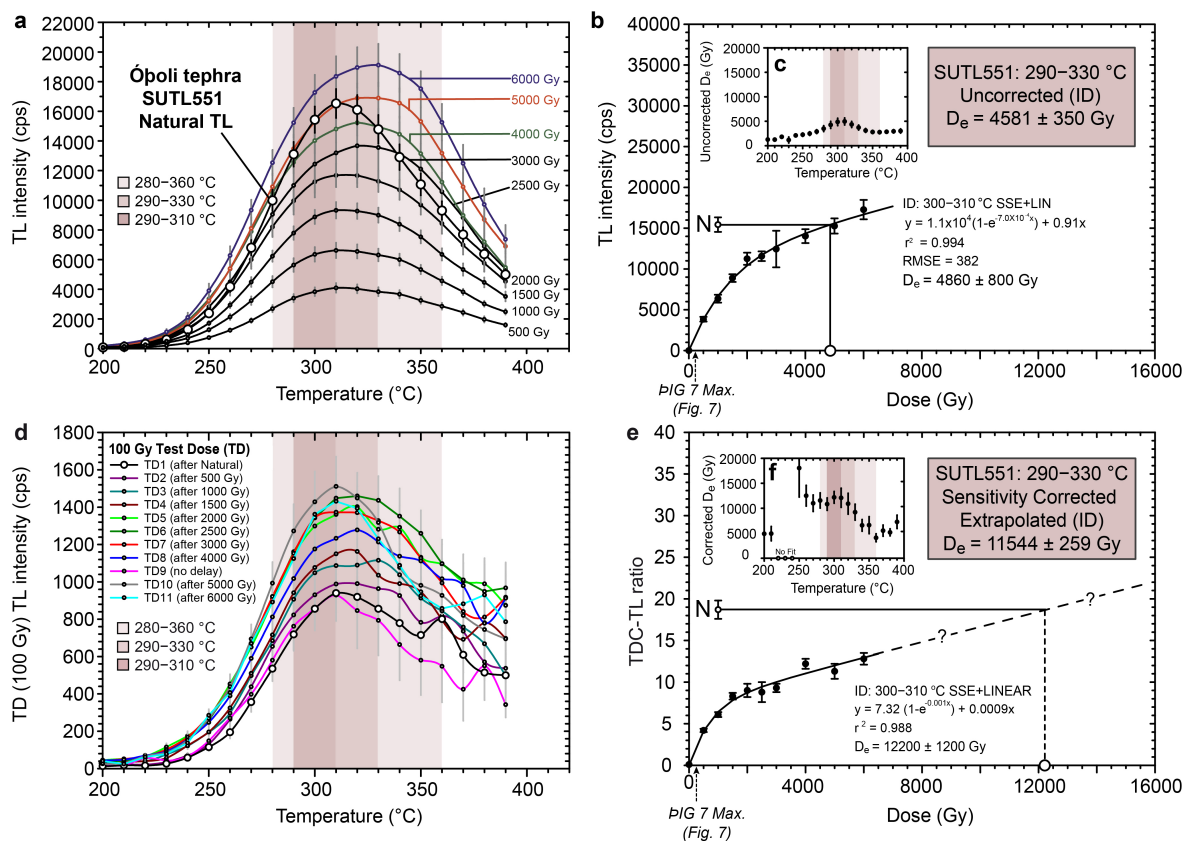 a
22000
20000
18000
16000
14000
12000
10000
8000
6000
4000
2000
0
TL intensity (cps)
Óþoli tephra
SUTL551
Natural TL
280−360 °C
290−330 °C
290−310 °C
6000 Gy
5000 Gy
4000 Gy
3000 Gy
2500 Gy
2000 Gy
1500 Gy
1000 Gy
500 Gy
200 250 300 350 400
Temperature (°C)
b
40000
35000
30000
25000
20000
15000
10000
5000
0
TL intensity (cps)
c
20000
15000
10000
5000
0
Uncorrected De (Gy)
200 250 300 350 400
Temperature (°C)
SUTL551: 290−330 °C
Uncorrected (ID)
De = 4581 ± 350 Gy
N
ID: 300−310 °C SSE+LIN
y = 1.1x10⁴(1-e^-7.0X10^-4x) + 0.91x
r² = 0.994
RMSE = 382
De = 4860 ± 800 Gy
0 4000 8000 12000 16000
ÞIG 7 Max.
(Fig. 7)
Dose (Gy)
d
1800
1600
1400
1200
1000
800
600
400
200
0
TD (100 Gy) TL intensity (cps)
100 Gy Test Dose (TD)
TD1 (after Natural)
TD2 (after 500 Gy)
TD3 (after 1000 Gy)
TD4 (after 1500 Gy)
TD5 (after 2000 Gy)
TD6 (after 2500 Gy)
TD7 (after 3000 Gy)
TD8 (after 4000 Gy)
TD9 (no delay)
TD10 (after 5000 Gy)
TD11 (after 6000 Gy)
280−360 °C
290−330 °C
290−310 °C
200 250 300 350 400
Temperature (°C)
e
40
35
30
25
20
15
10
5
0
TDC-TL ratio
f
20000
15000
10000
5000
0
Corrected De (Gy)
No Fit
200 250 300 350 400
Temperature (°C)
SUTL551: 290−330 °C
Sensitivity Corrected
Extrapolated (ID)
De = 11544 ± 259 Gy
N
?
?
ID: 300−310 °C SSE+LINEAR
y = 7.32 (1-e^-0.001x) + 0.0009x
r² = 0.988
De = 12200 ± 1200 Gy
0 4000 8000 12000 16000
ÞIG 7 Max.
(Fig. 7)
Dose (Gy)